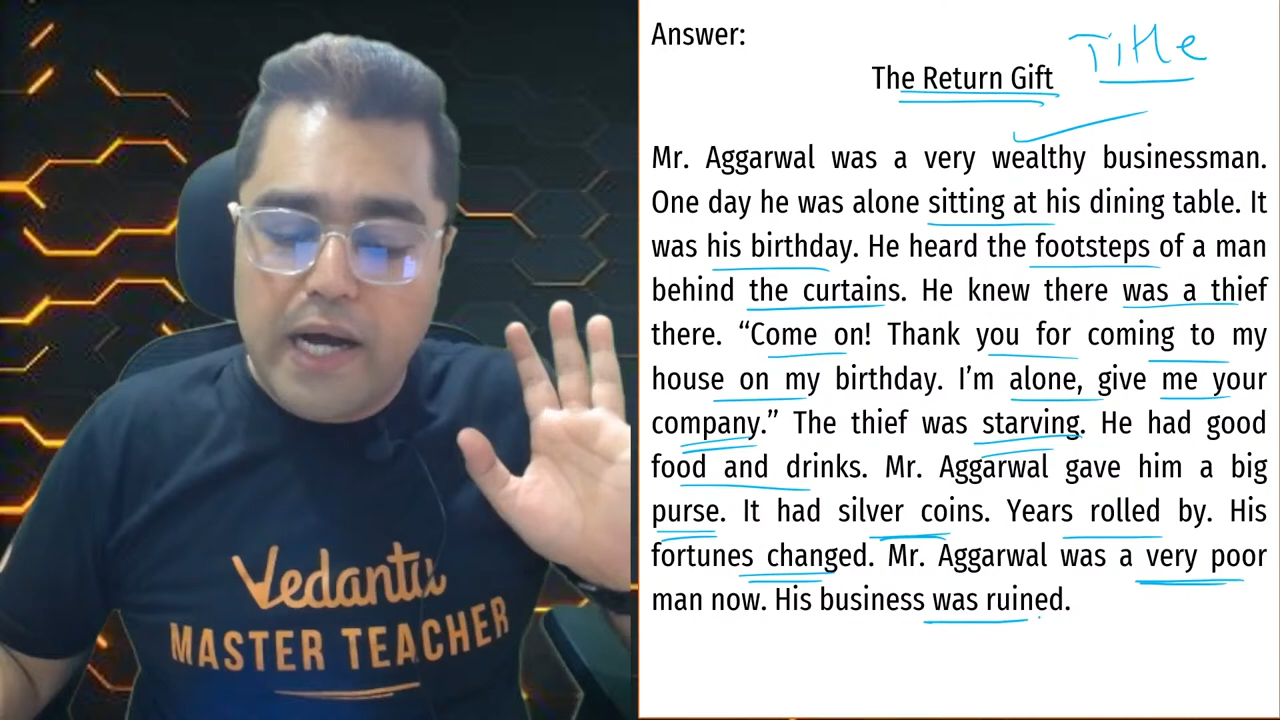 Answer:
Title
The Return Gift
Mr. Aggarwal was a very wealthy businessman.
One day he was alone sitting at his dining table. It
was his birthday. He heard the footsteps of a man
behind the curtains. He knew there was a thief
there. “Come on! Thank you for coming to my
house on my birthday. I’m alone, give me your
company.” The thief was starving. He had good
food and drinks. Mr. Aggarwal gave him a big
purse. It had silver coins. Years rolled by. His
fortunes changed. Mr. Aggarwal was a very poor
man now. His business was ruined.
Vedantu
MASTER TEACHER